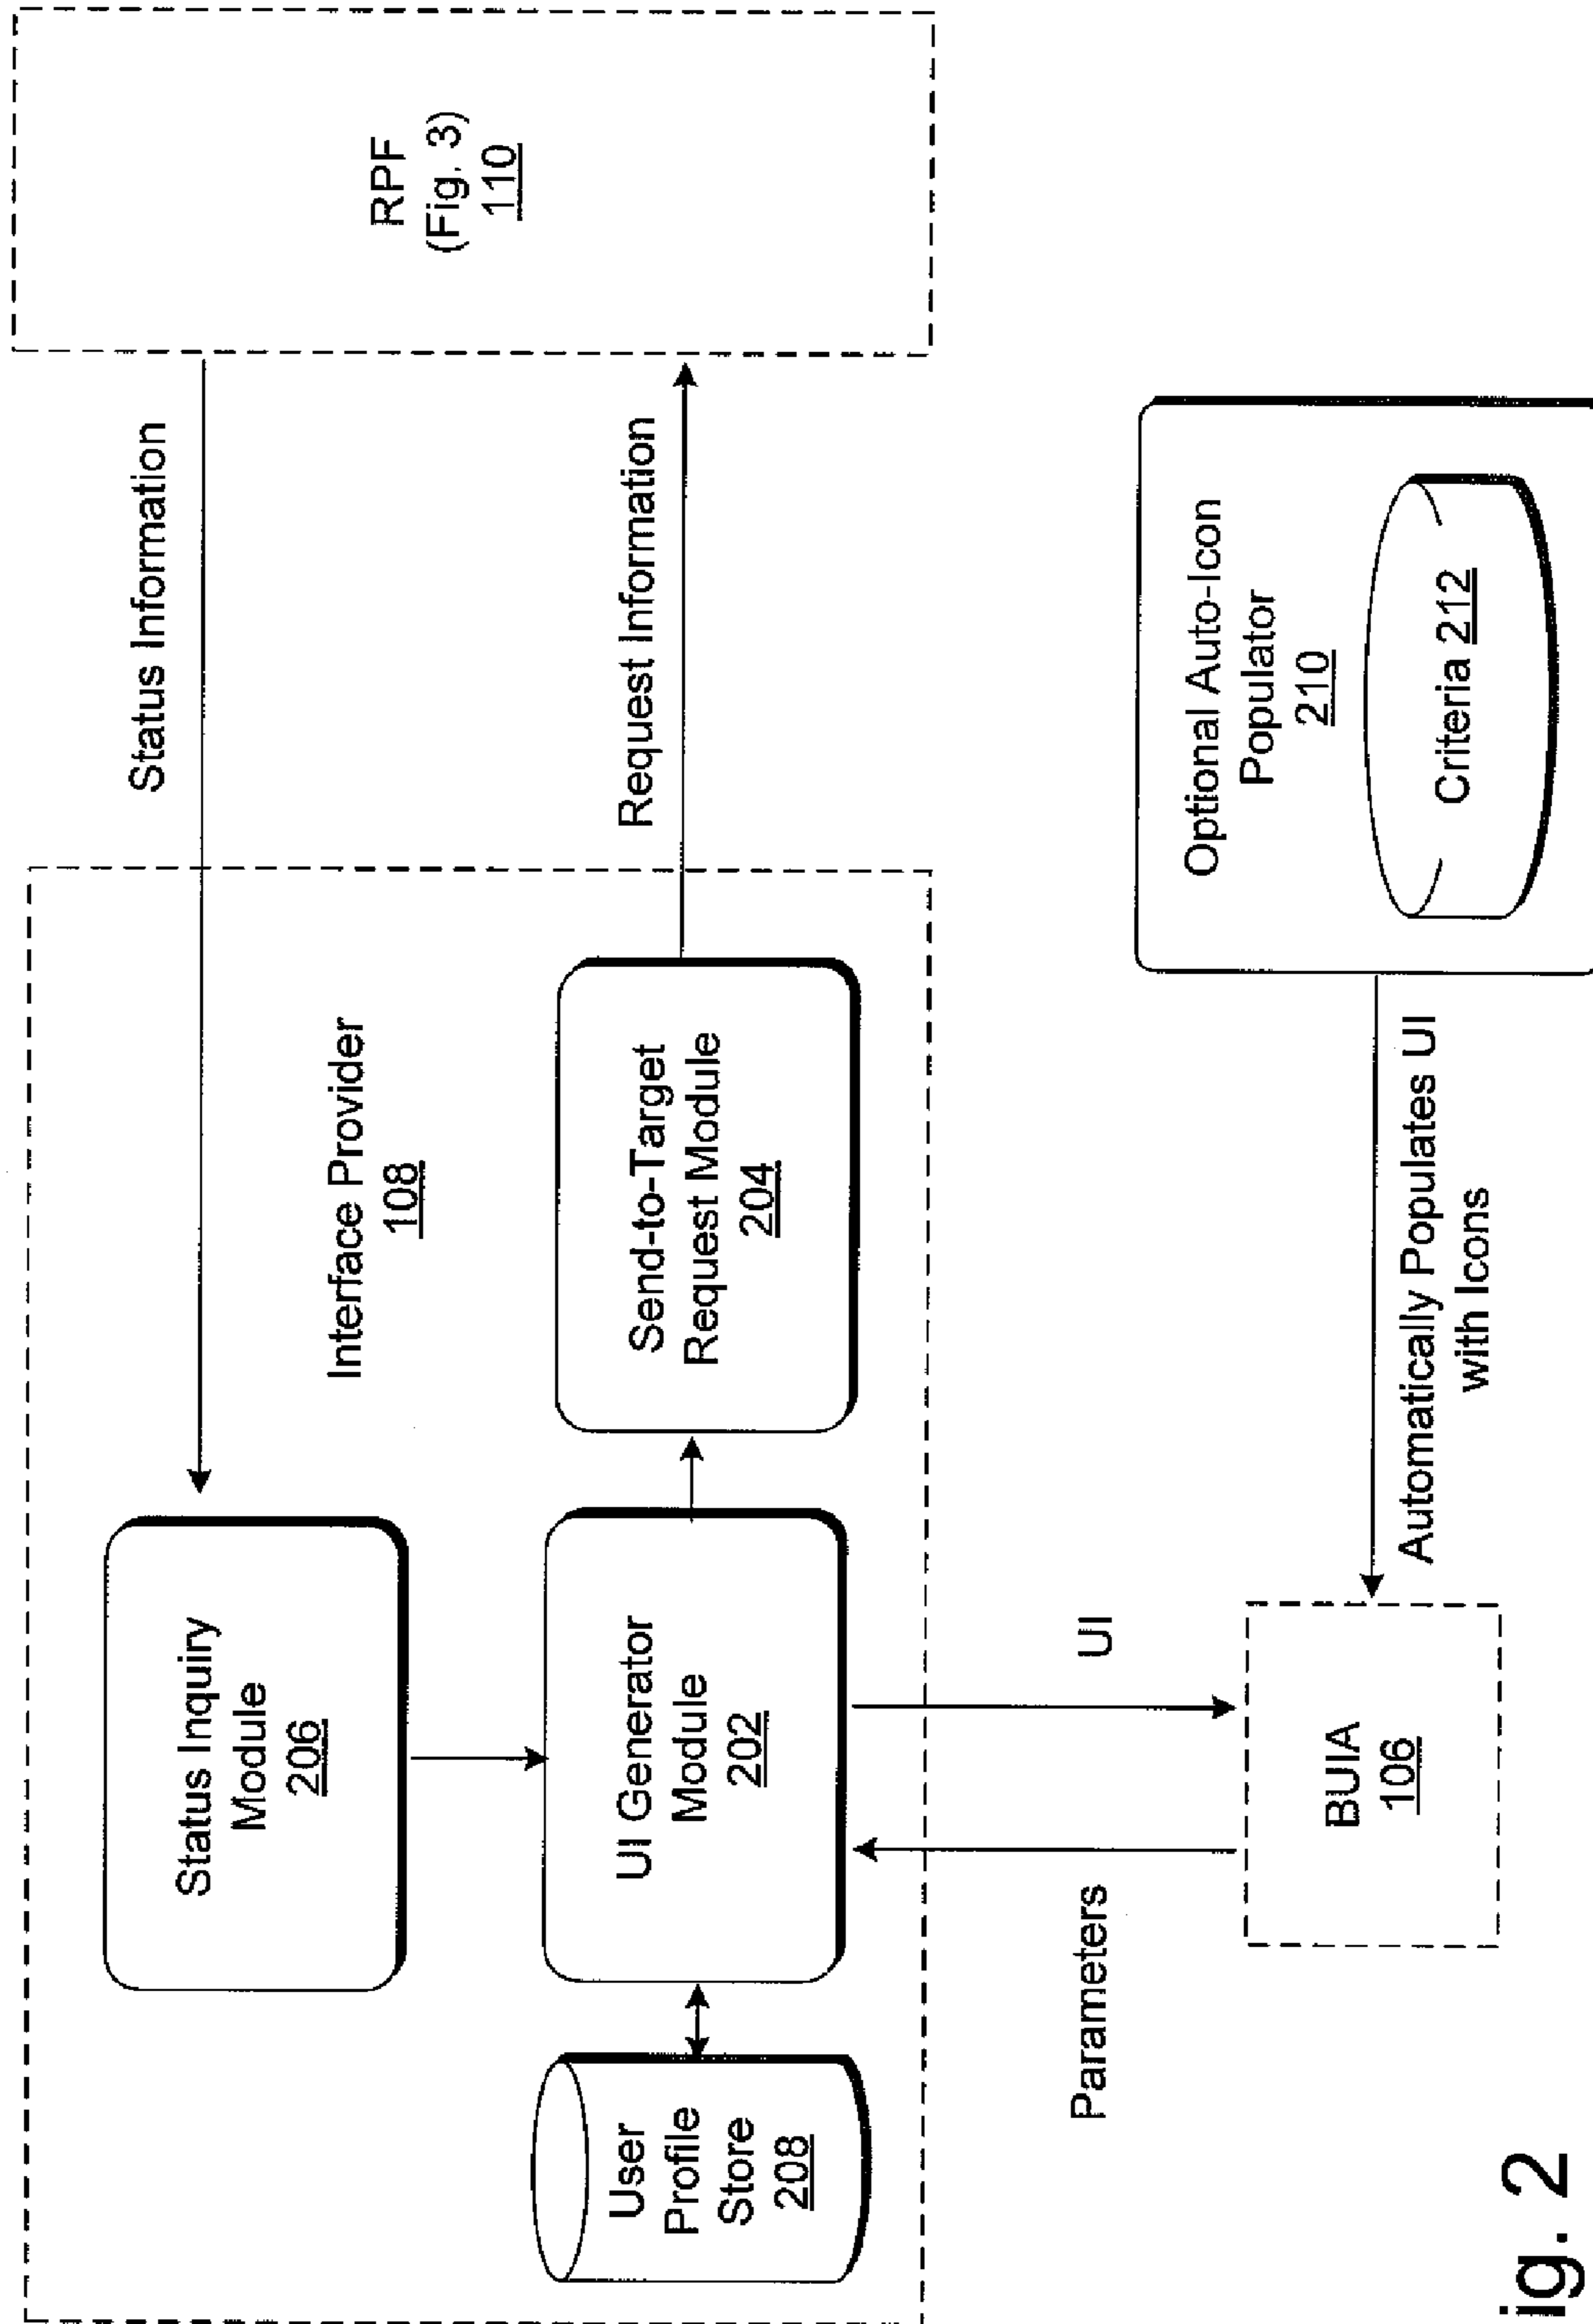 Status Inquiry
Module
206
Status Information
RPF
(Fig. 3)
110
Interface Provider
108
User
Profile
Store
208
UI Generator
Module
202
Send-to-Target
Request Module
204
Request Information
Parameters
UI
BUIA
106
Automatically Populates UI
with Icons
Optional Auto-Icon
Populator
210
Criteria 212
ig. 2